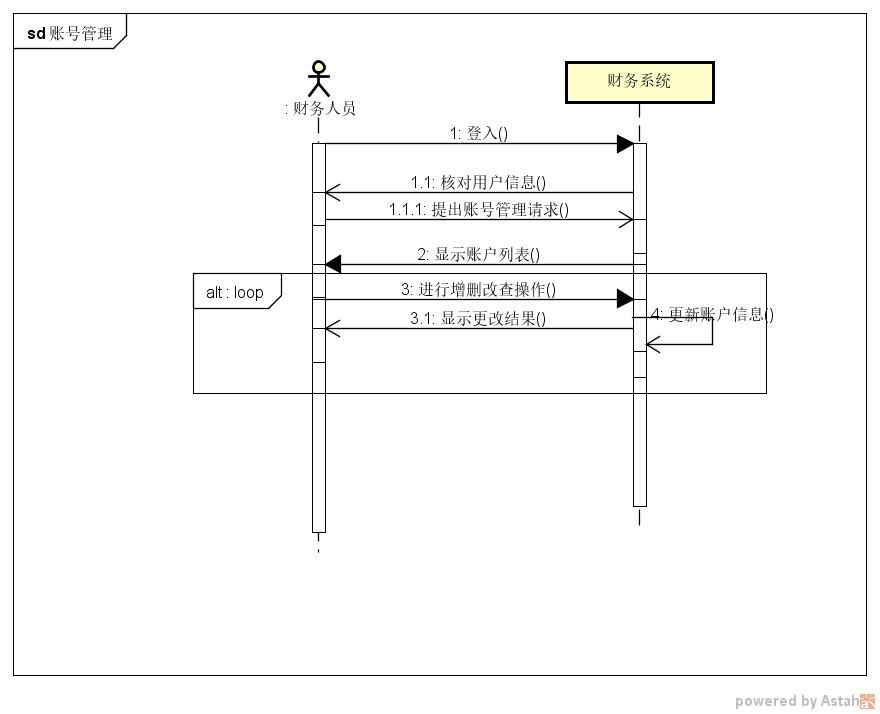 sd 账号管理
: 财务人员
财务系统
1: 登入()
1.1: 核对用户信息()
1.1.1: 提出账号管理请求()
2: 显示账户列表()
alt : loop
3: 进行增删改查操作()
4: 更新账户信息()
3.1: 显示更改结果()
powered by Astah